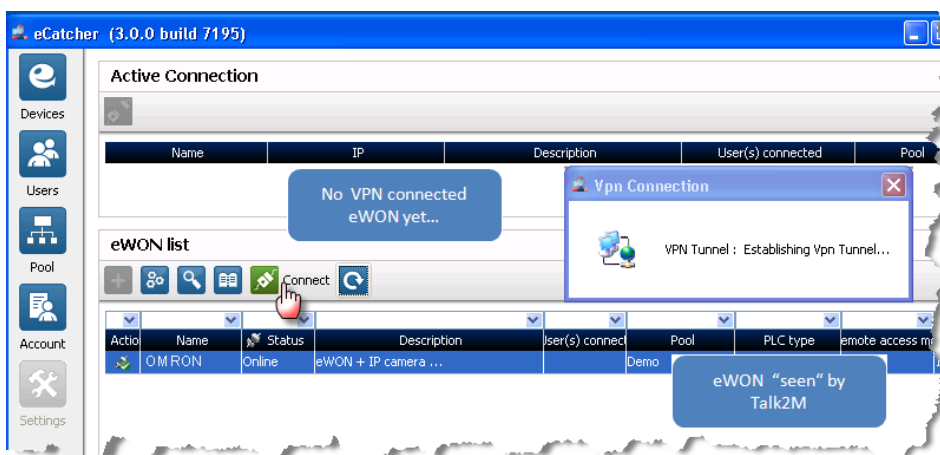 eCatcher (3.0.0 build 7195)
Devices
Users
Pool
Account
Settings
Active Connection
Name IP Description User(s) connected Pool
No VPN connected
eWON yet...
Vpn Connection
VPN Tunnel : Establishing Vpn Tunnel...
eWON list
Connect
Actio Name Status Description Jser(s) connect Pool PLC type emote access m
OMRON Online eWON + IP camera ... Demo
eWON "seen" by
Talk2M